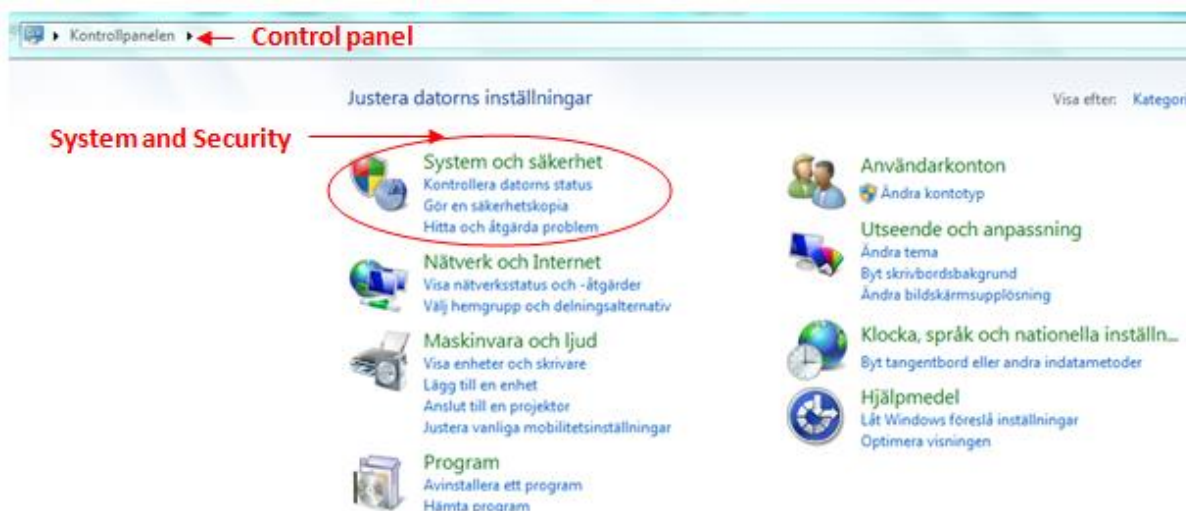 Kontrollpanelen
Control panel
Justera datorns inställningar
Visa efter: Kategori
System and Security
System och säkerhet
Kontrollera datorns status
Gör en säkerhetskopia
Hitta och åtgärda problem
Nätverk och Internet
Visa nätverksstatus och -åtgärder
Välj hemgrupp och delningsalternativ
Maskinvara och ljud
Visa enheter och skrivare
Lägg till en enhet
Anslut till en projektor
Justera vanliga mobilitetsinställningar
Program
Avinstallera ett program
Hämta program
Användarkonton
Ändra kontotyp
Utseende och anpassning
Ändra tema
Byt skrivbordsbakgrund
Ändra bildskärmsupplösning
Klocka, språk och nationella inställn...
Byt tangentbord eller andra indatametoder
Hjälpmedel
Låt Windows föreslå inställningar
Optimera visningen